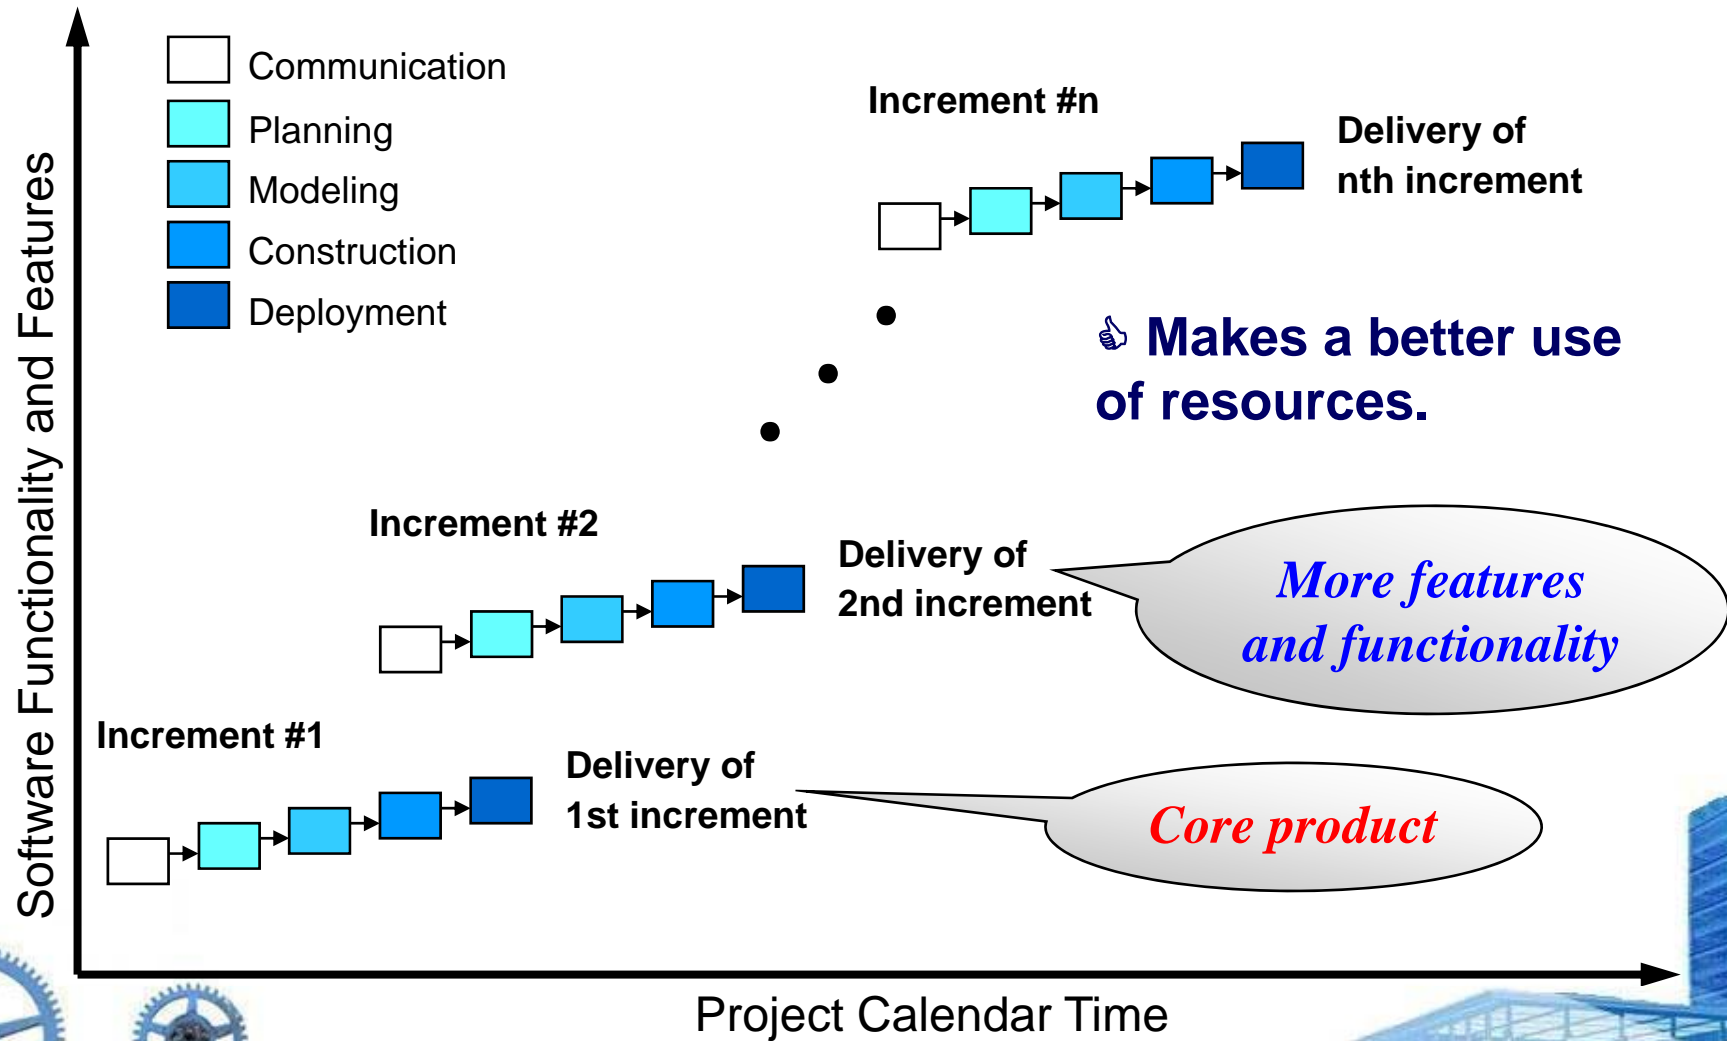 Communication
Planning
Modeling
Construction
Deployment
Software Functionality and Features
Increment #n
Delivery of
nth increment
👍 Makes a better use
of resources.
Increment #2
Delivery of
2nd increment
More features
and functionality
Increment #1
Delivery of
1st increment
Core product
Project Calendar Time